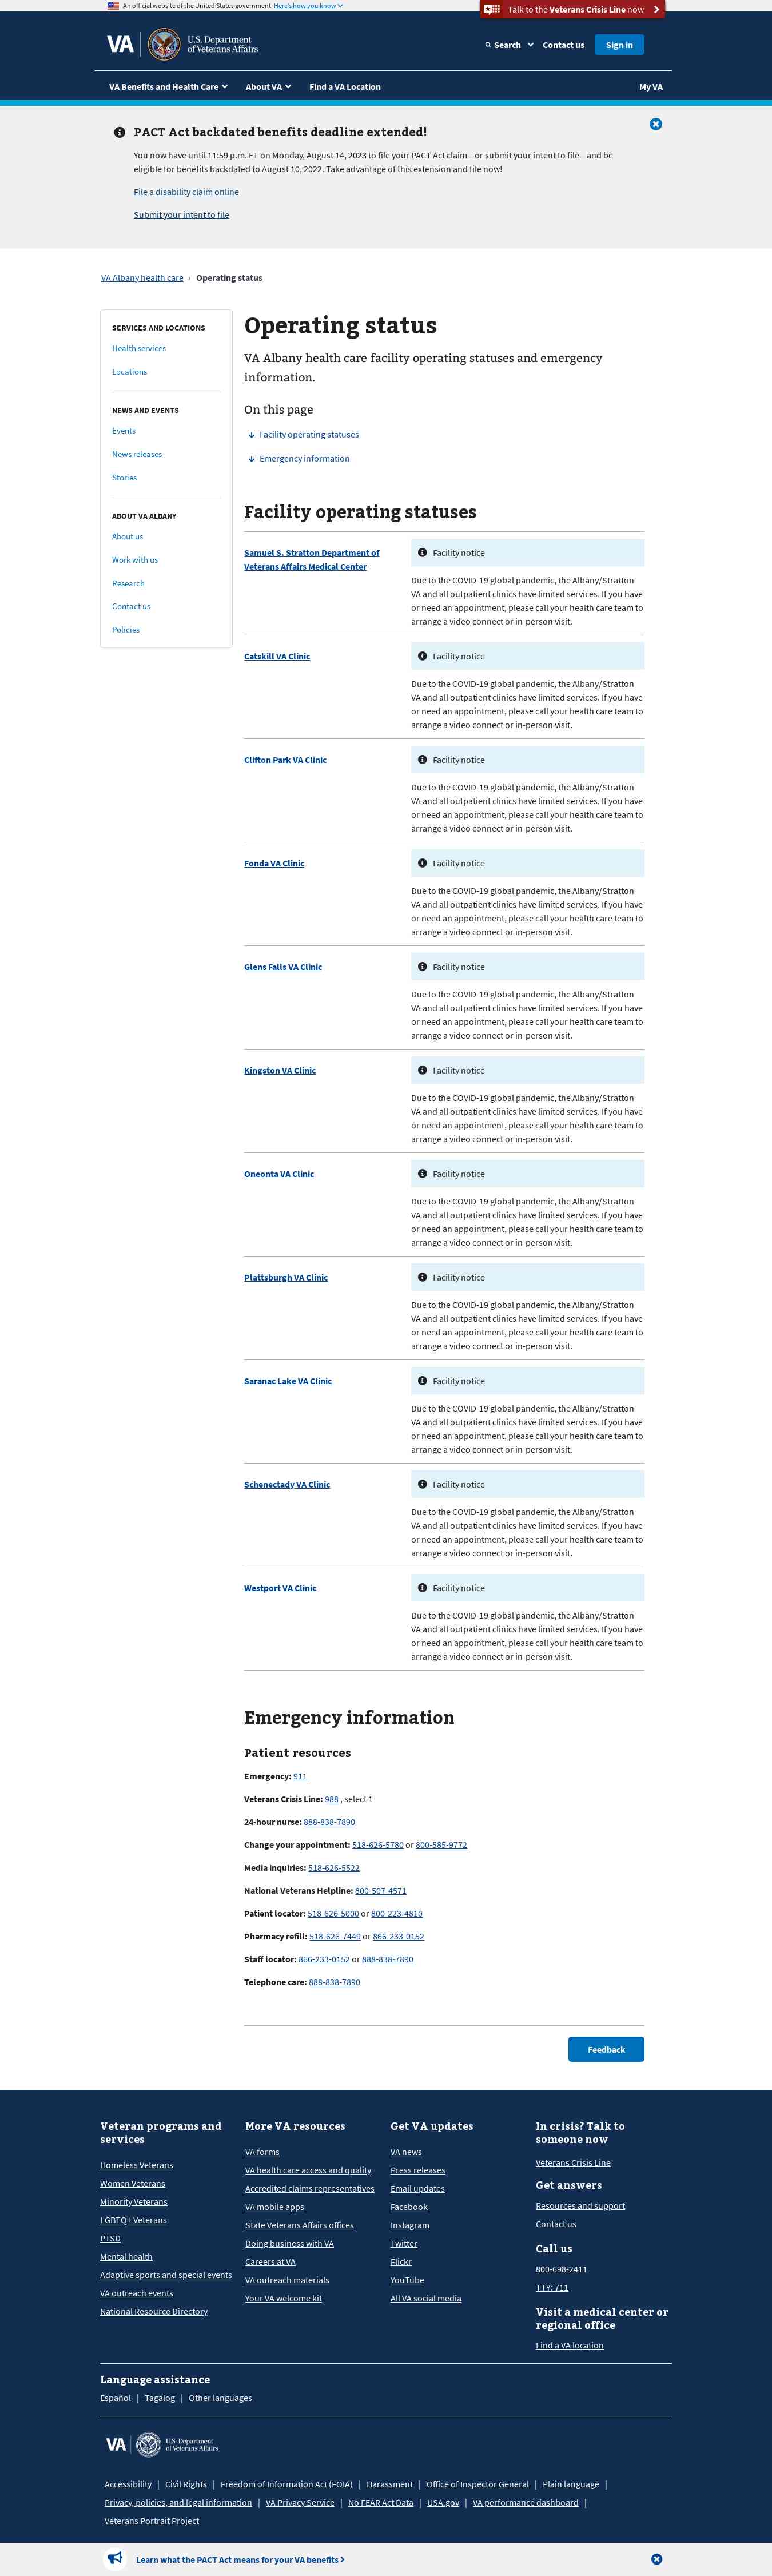 An official website of the United States government Here's how you know
Talk to the Veterans Crisis Line now
VA
U.S. Department
of Veterans Affairs
Search
Contact us
Sign in
VA Benefits and Health Care
About VA
Find a VA Location
My VA
PACT Act backdated benefits deadline extended!
You now have until 11:59 p.m. ET on Monday, August 14, 2023 to file your PACT Act claim—or submit your intent to file—and be
eligible for benefits backdated to August 10, 2022. Take advantage of this extension and file now!
File a disability claim online
Submit your intent to file
VA Albany health care › Operating status
SERVICES AND LOCATIONS
Health services
Locations
NEWS AND EVENTS
Events
News releases
Stories
ABOUT VA ALBANY
About us
Work with us
Research
Contact us
Policies
Operating status
VA Albany health care facility operating statuses and emergency
information.
On this page
Facility operating statuses
Emergency information
Facility operating statuses
Samuel S. Stratton Department of
Veterans Affairs Medical Center
Facility notice
Due to the COVID-19 global pandemic, the Albany/Stratton
VA and all outpatient clinics have limited services. If you have
or need an appointment, please call your health care team to
arrange a video connect or in-person visit.
Catskill VA Clinic
Facility notice
Due to the COVID-19 global pandemic, the Albany/Stratton
VA and all outpatient clinics have limited services. If you have
or need an appointment, please call your health care team to
arrange a video connect or in-person visit.
Clifton Park VA Clinic
Facility notice
Due to the COVID-19 global pandemic, the Albany/Stratton
VA and all outpatient clinics have limited services. If you have
or need an appointment, please call your health care team to
arrange a video connect or in-person visit.
Fonda VA Clinic
Facility notice
Due to the COVID-19 global pandemic, the Albany/Stratton
VA and all outpatient clinics have limited services. If you have
or need an appointment, please call your health care team to
arrange a video connect or in-person visit.
Glens Falls VA Clinic
Facility notice
Due to the COVID-19 global pandemic, the Albany/Stratton
VA and all outpatient clinics have limited services. If you have
or need an appointment, please call your health care team to
arrange a video connect or in-person visit.
Kingston VA Clinic
Facility notice
Due to the COVID-19 global pandemic, the Albany/Stratton
VA and all outpatient clinics have limited services. If you have
or need an appointment, please call your health care team to
arrange a video connect or in-person visit.
Oneonta VA Clinic
Facility notice
Due to the COVID-19 global pandemic, the Albany/Stratton
VA and all outpatient clinics have limited services. If you have
or need an appointment, please call your health care team to
arrange a video connect or in-person visit.
Plattsburgh VA Clinic
Facility notice
Due to the COVID-19 global pandemic, the Albany/Stratton
VA and all outpatient clinics have limited services. If you have
or need an appointment, please call your health care team to
arrange a video connect or in-person visit.
Saranac Lake VA Clinic
Facility notice
Due to the COVID-19 global pandemic, the Albany/Stratton
VA and all outpatient clinics have limited services. If you have
or need an appointment, please call your health care team to
arrange a video connect or in-person visit.
Schenectady VA Clinic
Facility notice
Due to the COVID-19 global pandemic, the Albany/Stratton
VA and all outpatient clinics have limited services. If you have
or need an appointment, please call your health care team to
arrange a video connect or in-person visit.
Westport VA Clinic
Facility notice
Due to the COVID-19 global pandemic, the Albany/Stratton
VA and all outpatient clinics have limited services. If you have
or need an appointment, please call your health care team to
arrange a video connect or in-person visit.
Emergency information
Patient resources
Emergency: 911
Veterans Crisis Line: 988 , select 1
24-hour nurse: 888-838-7890
Change your appointment: 518-626-5780 or 800-585-9772
Media inquiries: 518-626-5522
National Veterans Helpline: 800-507-4571
Patient locator: 518-626-5000 or 800-223-4810
Pharmacy refill: 518-626-7449 or 866-233-0152
Staff locator: 866-233-0152 or 888-838-7890
Telephone care: 888-838-7890
Feedback
Veteran programs and
services
Homeless Veterans
Women Veterans
Minority Veterans
LGBTQ+ Veterans
PTSD
Mental health
Adaptive sports and special events
VA outreach events
National Resource Directory
More VA resources
VA forms
VA health care access and quality
Accredited claims representatives
VA mobile apps
State Veterans Affairs offices
Doing business with VA
Careers at VA
VA outreach materials
Your VA welcome kit
Get VA updates
VA news
Press releases
Email updates
Facebook
Instagram
Twitter
Flickr
YouTube
All VA social media
In crisis? Talk to
someone now
Veterans Crisis Line
Get answers
Resources and support
Contact us
Call us
800-698-2411
TTY: 711
Visit a medical center or
regional office
Find a VA location
Language assistance
Español | Tagalog | Other languages
VA
U.S. Department
of Veterans Affairs
Accessibility | Civil Rights | Freedom of Information Act (FOIA) | Harassment | Office of Inspector General | Plain language |
Privacy, policies, and legal information | VA Privacy Service | No FEAR Act Data | USA.gov | VA performance dashboard |
Veterans Portrait Project
Learn what the PACT Act means for your VA benefits